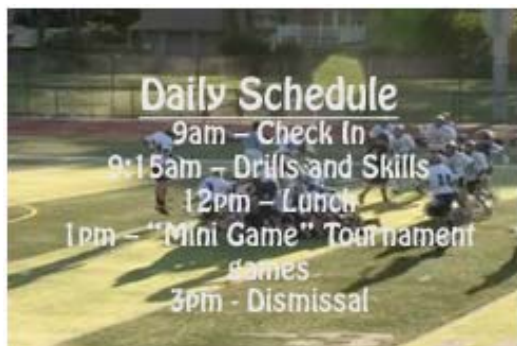 Daily Schedule
9am – Check In
9:15am – Drills and Skills
12pm – Lunch
1pm – “Mini Game” Tournament
games
3pm - Dismissal